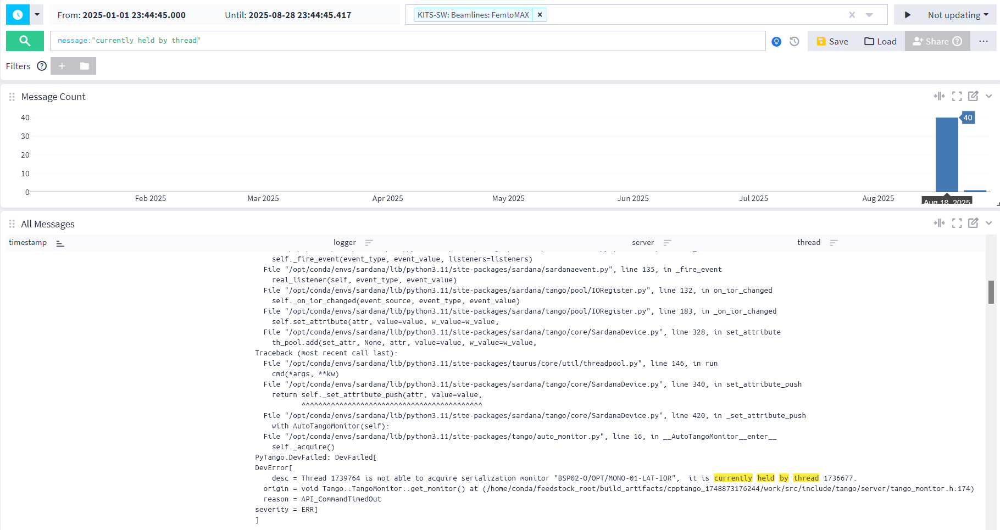 From: 2025-01-01 23:44:45.000
Until: 2025-08-28 23:44:45.417
KITS-SW: Beamlines: FemtoMAX ×
Not updating
message:"currently held by thread"
Save
Load
Share
Filters
Message Count
40
40
30
20
10
0
Feb 2025
Mar 2025
Apr 2025
May 2025
Jun 2025
Jul 2025
Aug 2025
Aug 18, 2025
All Messages
timestamp
logger
server
thread
self._fire_event(event_type, event_value, listeners=listeners)
File "/opt/conda/envs/sardana/lib/python3.11/site-packages/sardana/sardanaevent.py", line 135, in _fire_event
real_listener(self, event_type, event_value)
File "/opt/conda/envs/sardana/lib/python3.11/site-packages/sardana/tango/pool/IORegister.py", line 132, in on_ior_changed
self._on_ior_changed(event_source, event_type, event_value)
File "/opt/conda/envs/sardana/lib/python3.11/site-packages/sardana/tango/pool/IORegister.py", line 183, in _on_ior_changed
self.set_attribute(attr, value=value, w_value=w_value,
File "/opt/conda/envs/sardana/lib/python3.11/site-packages/sardana/tango/core/SardanaDevice.py", line 328, in set_attribute
th_pool.add(set_attr, None, attr, value=value, w_value=w_value,
Traceback (most recent call last):
File "/opt/conda/envs/sardana/lib/python3.11/site-packages/taurus/core/util/threadpool.py", line 146, in run
cmd(*args, **kw)
File "/opt/conda/envs/sardana/lib/python3.11/site-packages/sardana/tango/core/SardanaDevice.py", line 340, in set_attribute_push
return self._set_attribute_push(attr, value=value,
^^^^^^^^^^^^^^^^^^^^^^^^^^^^^^^^^^^^^^^^^^^
File "/opt/conda/envs/sardana/lib/python3.11/site-packages/sardana/tango/core/SardanaDevice.py", line 420, in _set_attribute_push
with AutoTangoMonitor(self):
File "/opt/conda/envs/sardana/lib/python3.11/site-packages/tango/auto_monitor.py", line 16, in __AutoTangoMonitor__enter__
self._acquire()
PyTango.DevFailed: DevFailed[
DevError[
desc = Thread 1739764 is not able to acquire serialization monitor "BSP02-O/OPT/MONO-01-LAT-IOR",  it is currently held by thread 1736677.
origin = void Tango::TangoMonitor::get_monitor() at (/home/conda/feedstock_root/build_artifacts/cpptango_1748873176244/work/src/include/tango/server/tango_monitor.h:174)
reason = API_CommandTimedOut
severity = ERR]
]